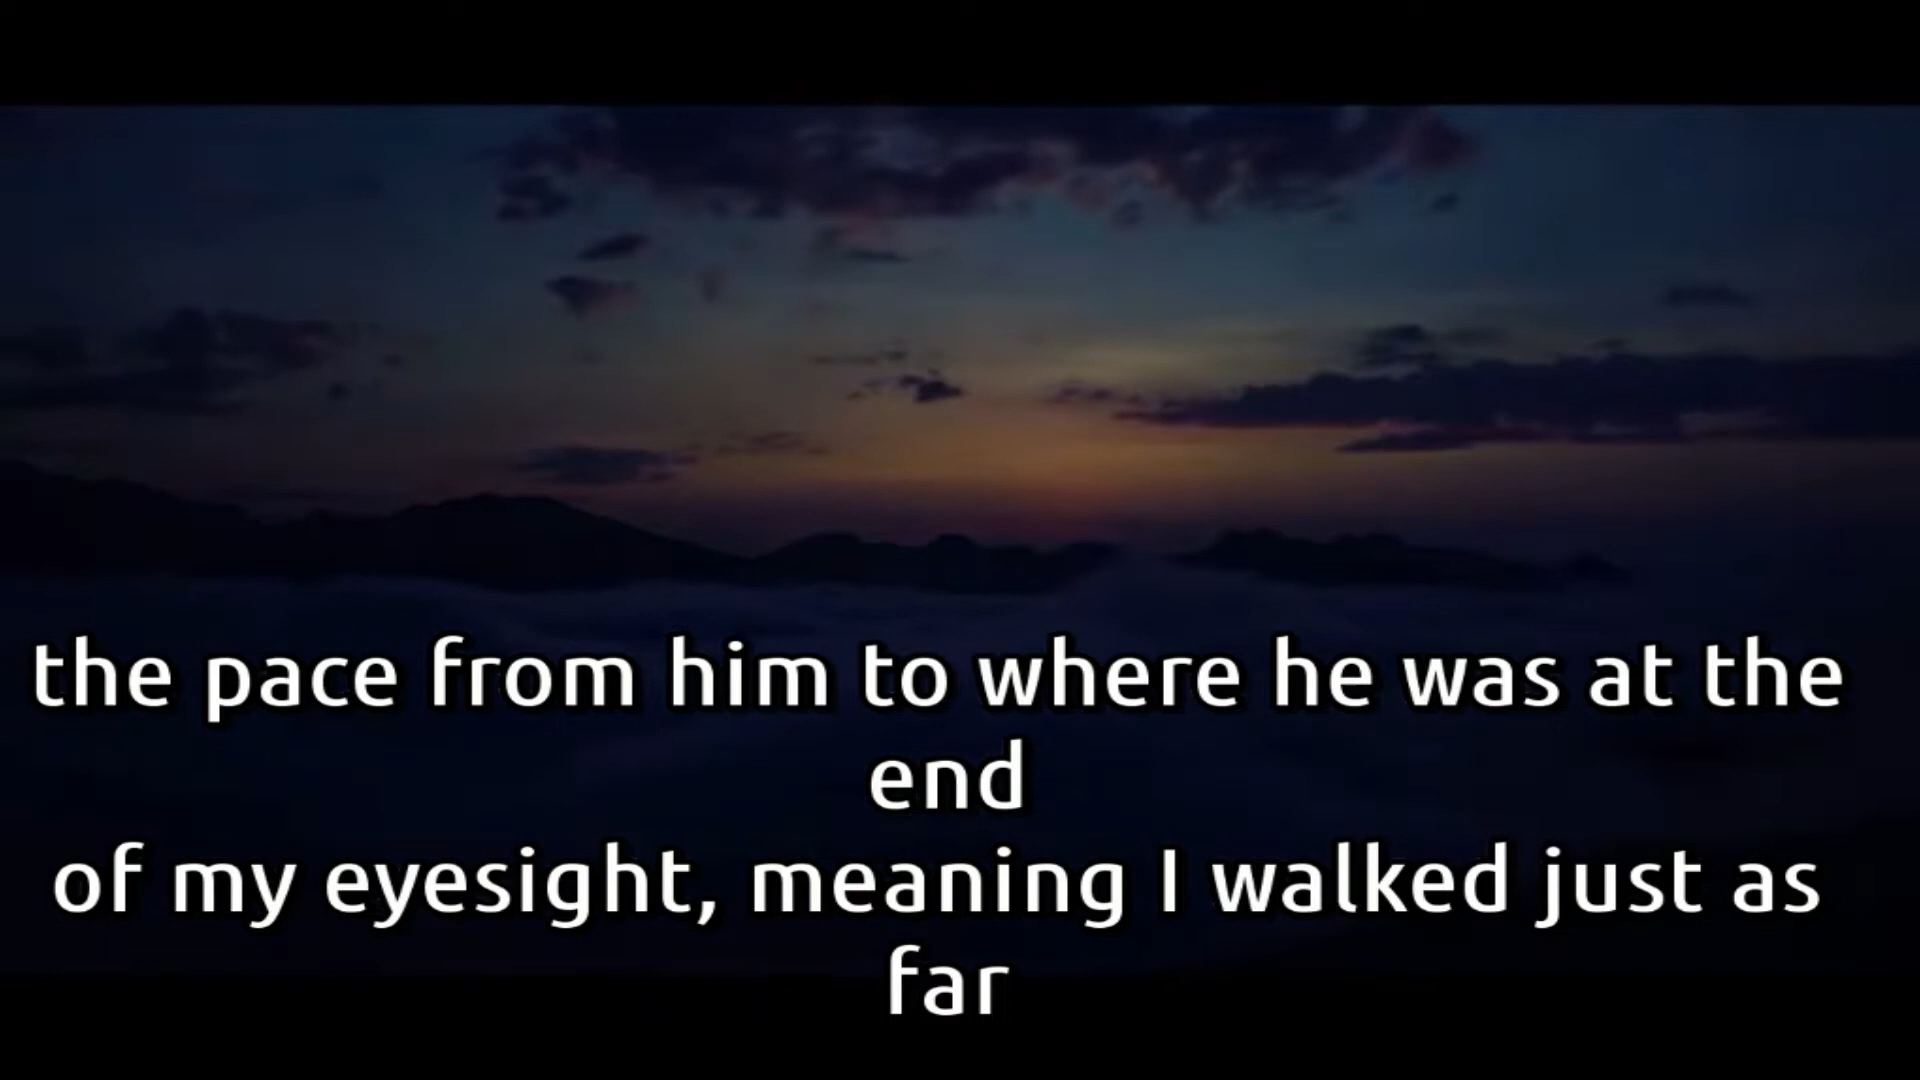 the pace from him to where he was at the
end
of my eyesight, meaning I walked just as
far